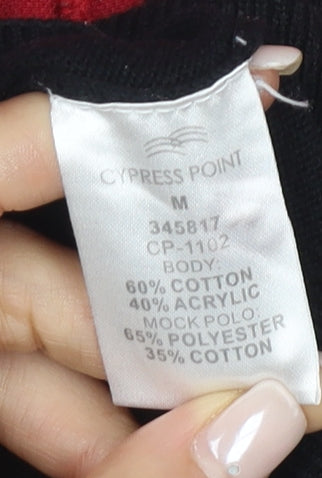 CYPRESS POINT
M
345817
CP-1102
BODY:
60% COTTON
40% ACRYLIC
MOCK POLO:
65% POLYESTER
35% COTTON